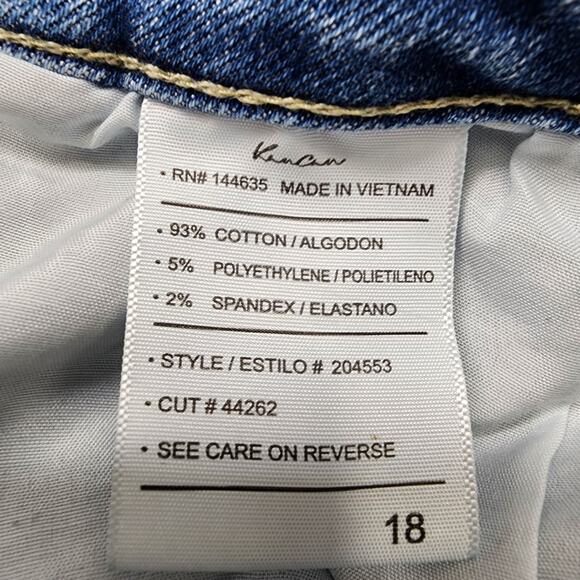 KanCan
• RN# 144635 MADE IN VIETNAM
• 93% COTTON / ALGODON
• 5% POLYETHYLENE / POLIETILENO
• 2% SPANDEX / ELASTANO
• STYLE / ESTILO # 204553
• CUT # 44262
• SEE CARE ON REVERSE
18